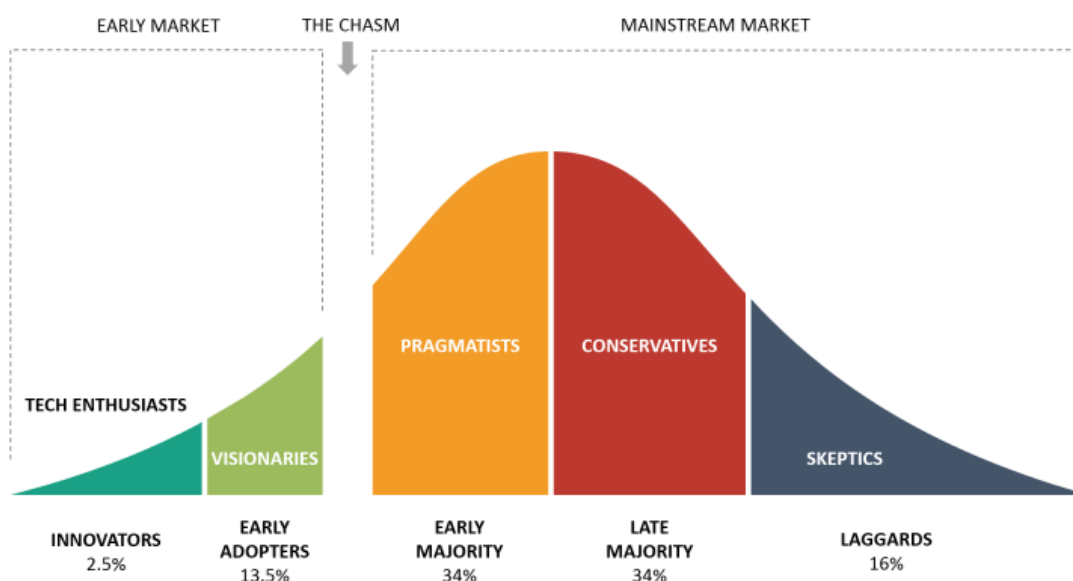 EARLY MARKET
THE CHASM
MAINSTREAM MARKET
PRAGMATISTS
CONSERVATIVES
TECH ENTHUSIASTS
VISIONARIES
SKEPTICS
INNOVATORS
2.5%
EARLY
ADOPTERS
13.5%
EARLY
MAJORITY
34%
LATE
MAJORITY
34%
LAGGARDS
16%